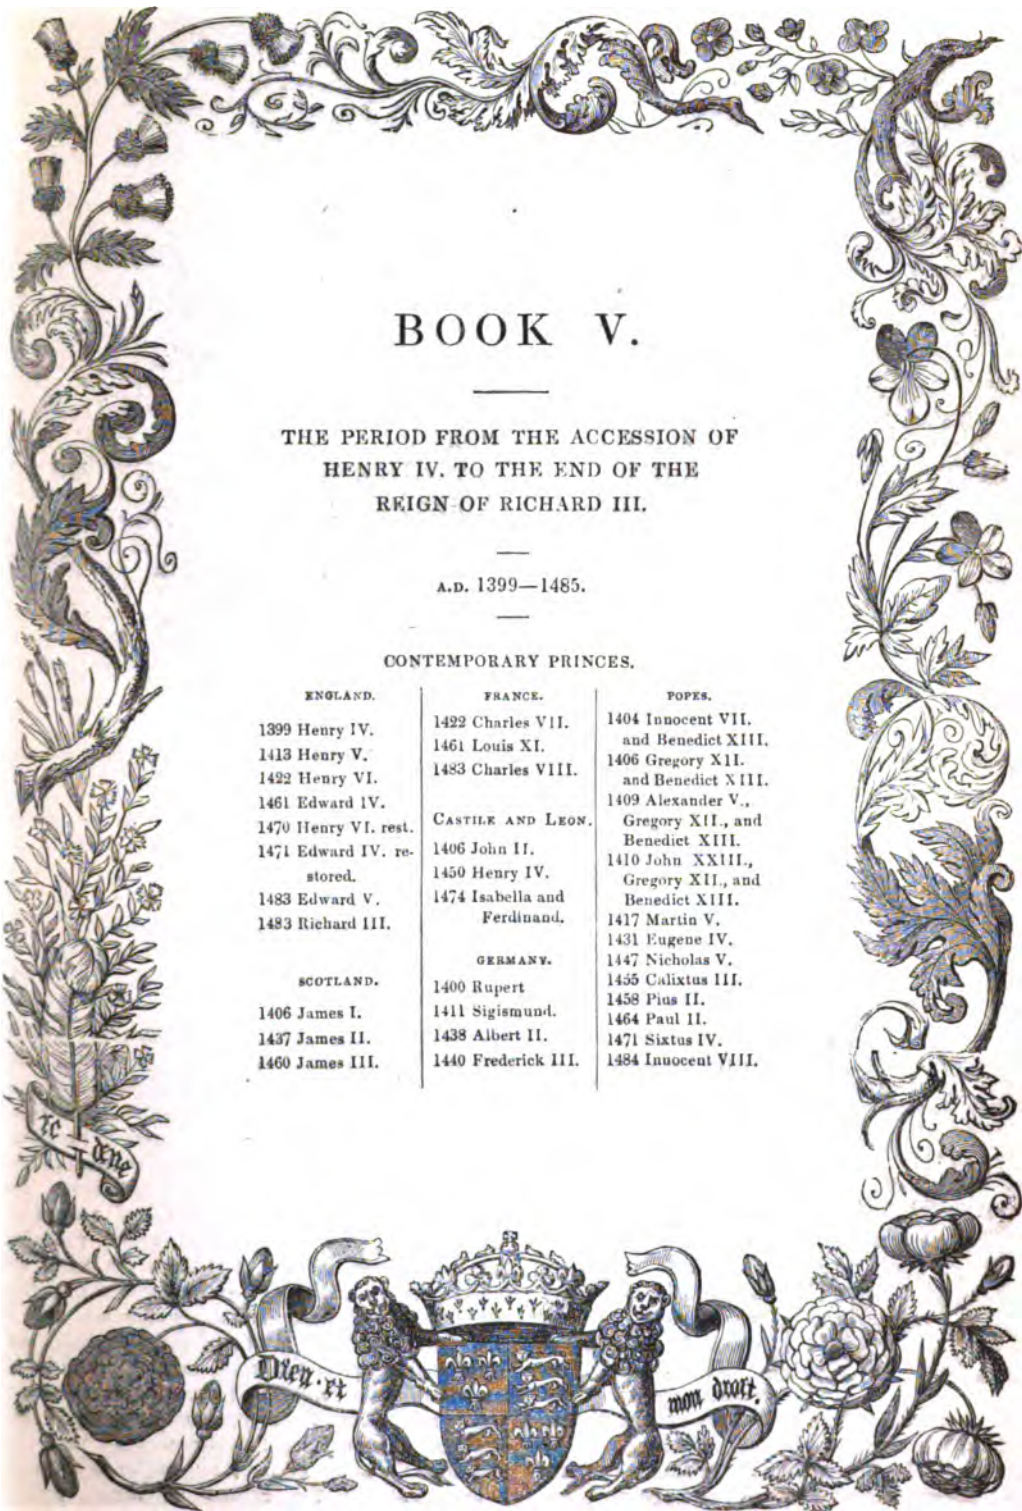 BOOK V.
THE PERIOD FROM THE ACCESSION OF
HENRY IV. TO THE END OF THE
REIGN OF RICHARD III.
A.D. 1399—1485.
CONTEMPORARY PRINCES.
ENGLAND.
1399 Henry IV.
1413 Henry V.
1422 Henry VI.
1461 Edward IV.
1470 Henry VI. rest.
1471 Edward IV. re-
stored.
1483 Edward V.
1483 Richard III.
SCOTLAND.
1406 James I.
1437 James II.
1460 James III.
FRANCE.
1422 Charles VII.
1461 Louis XI.
1483 Charles VIII.
CASTILE AND LEON.
1406 John II.
1450 Henry IV.
1474 Isabella and
Ferdinand.
GERMANY.
1400 Rupert
1411 Sigismund.
1438 Albert II.
1440 Frederick III.
POPES.
1404 Innocent VII.
and Benedict XIII.
1406 Gregory XII.
and Benedict XIII.
1409 Alexander V.,
Gregory XII., and
Benedict XIII.
1410 John XXIII.,
Gregory XII., and
Benedict XIII.
1417 Martin V.
1431 Eugene IV.
1447 Nicholas V.
1455 Calixtus III.
1458 Pius II.
1464 Paul II.
1471 Sixtus IV.
1484 Innocent VIII.
ic dene
Dieu et
mon droit.